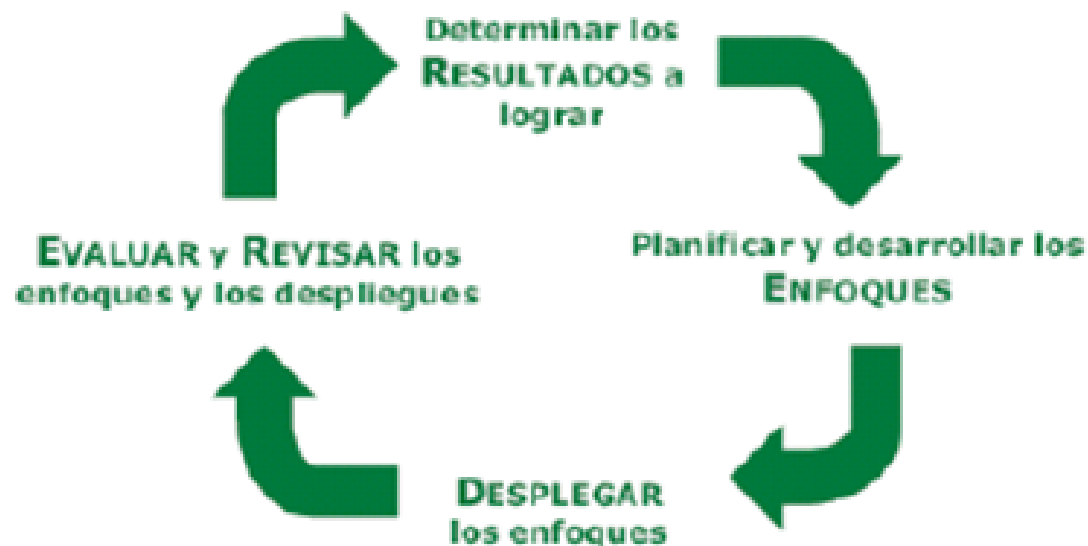 Determinar los
RESULTADOS a
lograr
Planificar y desarrollar los
ENFOQUES
DESPLEGAR
los enfoques
EVALUAR y REVISAR los
enfoques y los despliegues